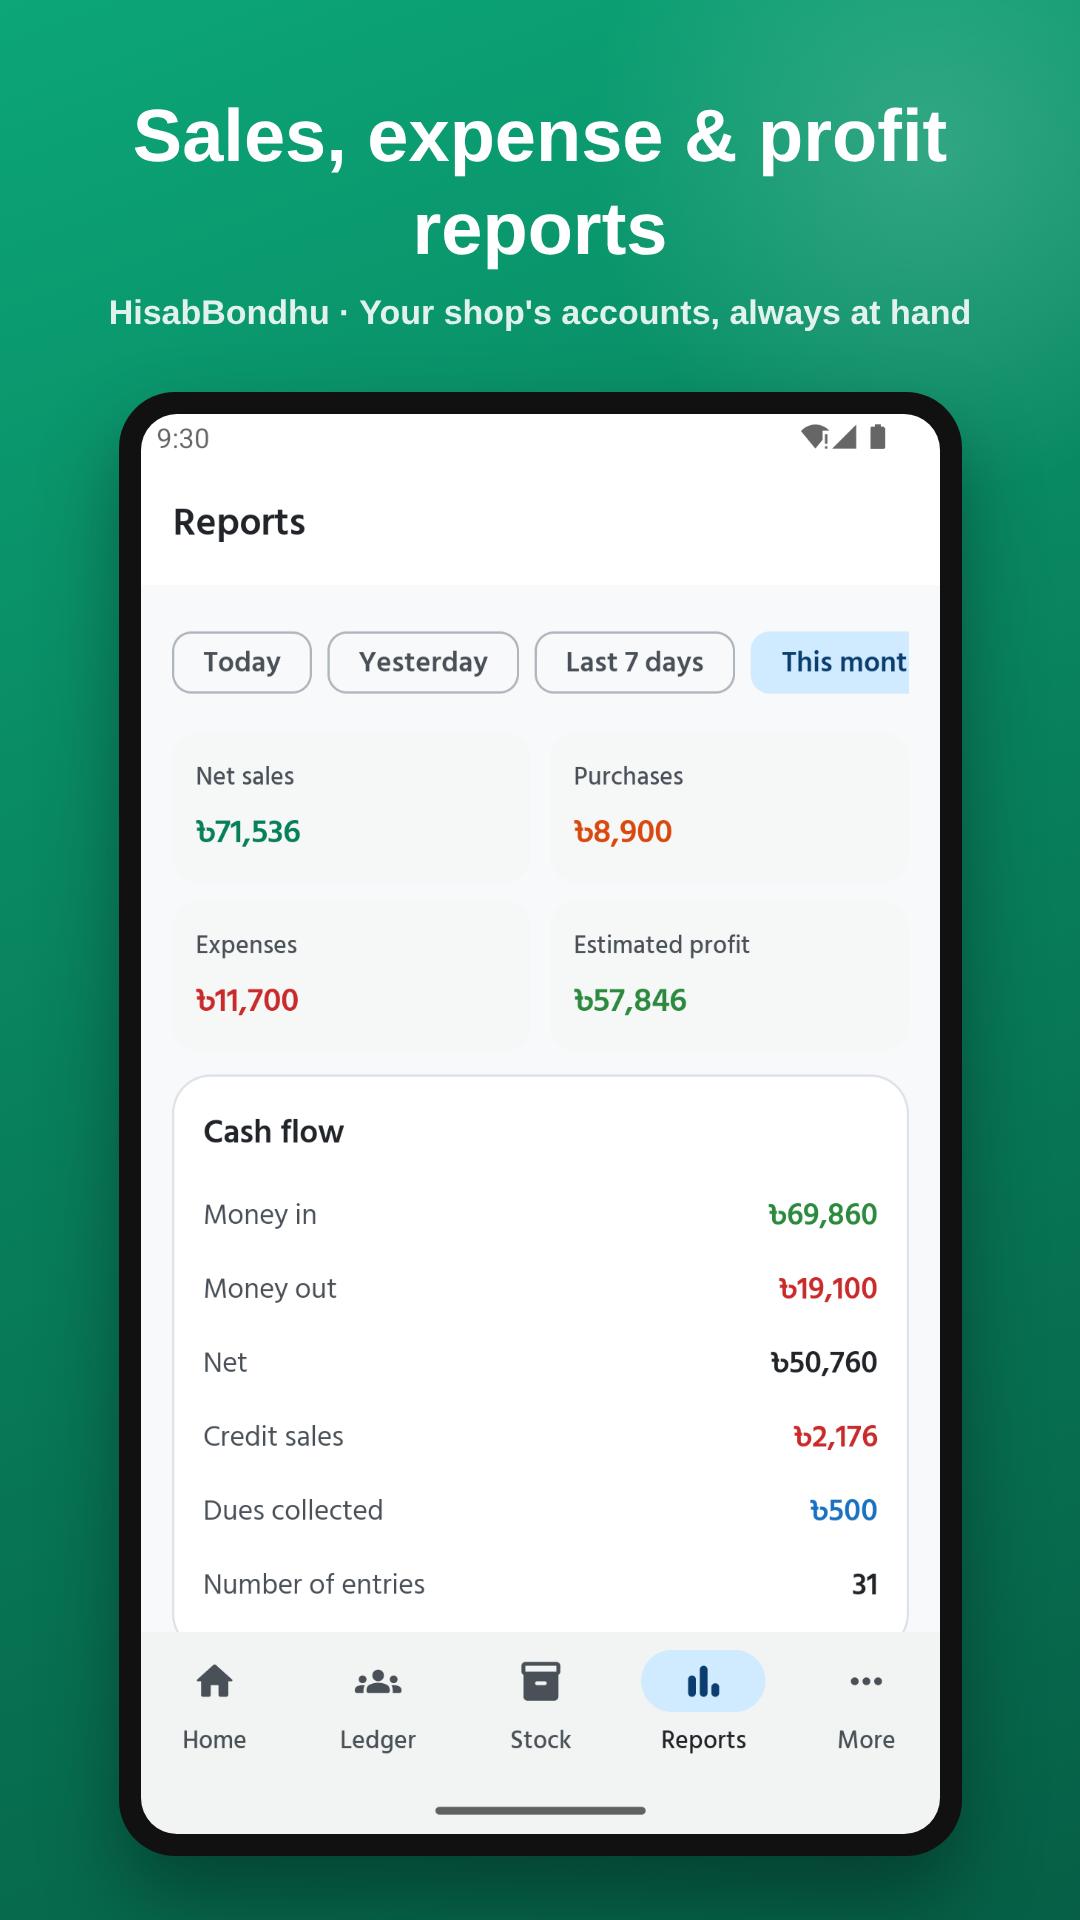 Sales, expense & profit
reports
HisabBondhu · Your shop's accounts, always at hand
9:30
Reports
Today
Yesterday
Last 7 days
This mont
Net sales
Purchases
৳71,536
৳8,900
Expenses
Estimated profit
৳11,700
৳57,846
Cash flow
Money in
৳69,860
Money out
৳19,100
Net
৳50,760
Credit sales
৳2,176
Dues collected
৳500
Number of entries
31
Home
Ledger
Stock
Reports
More